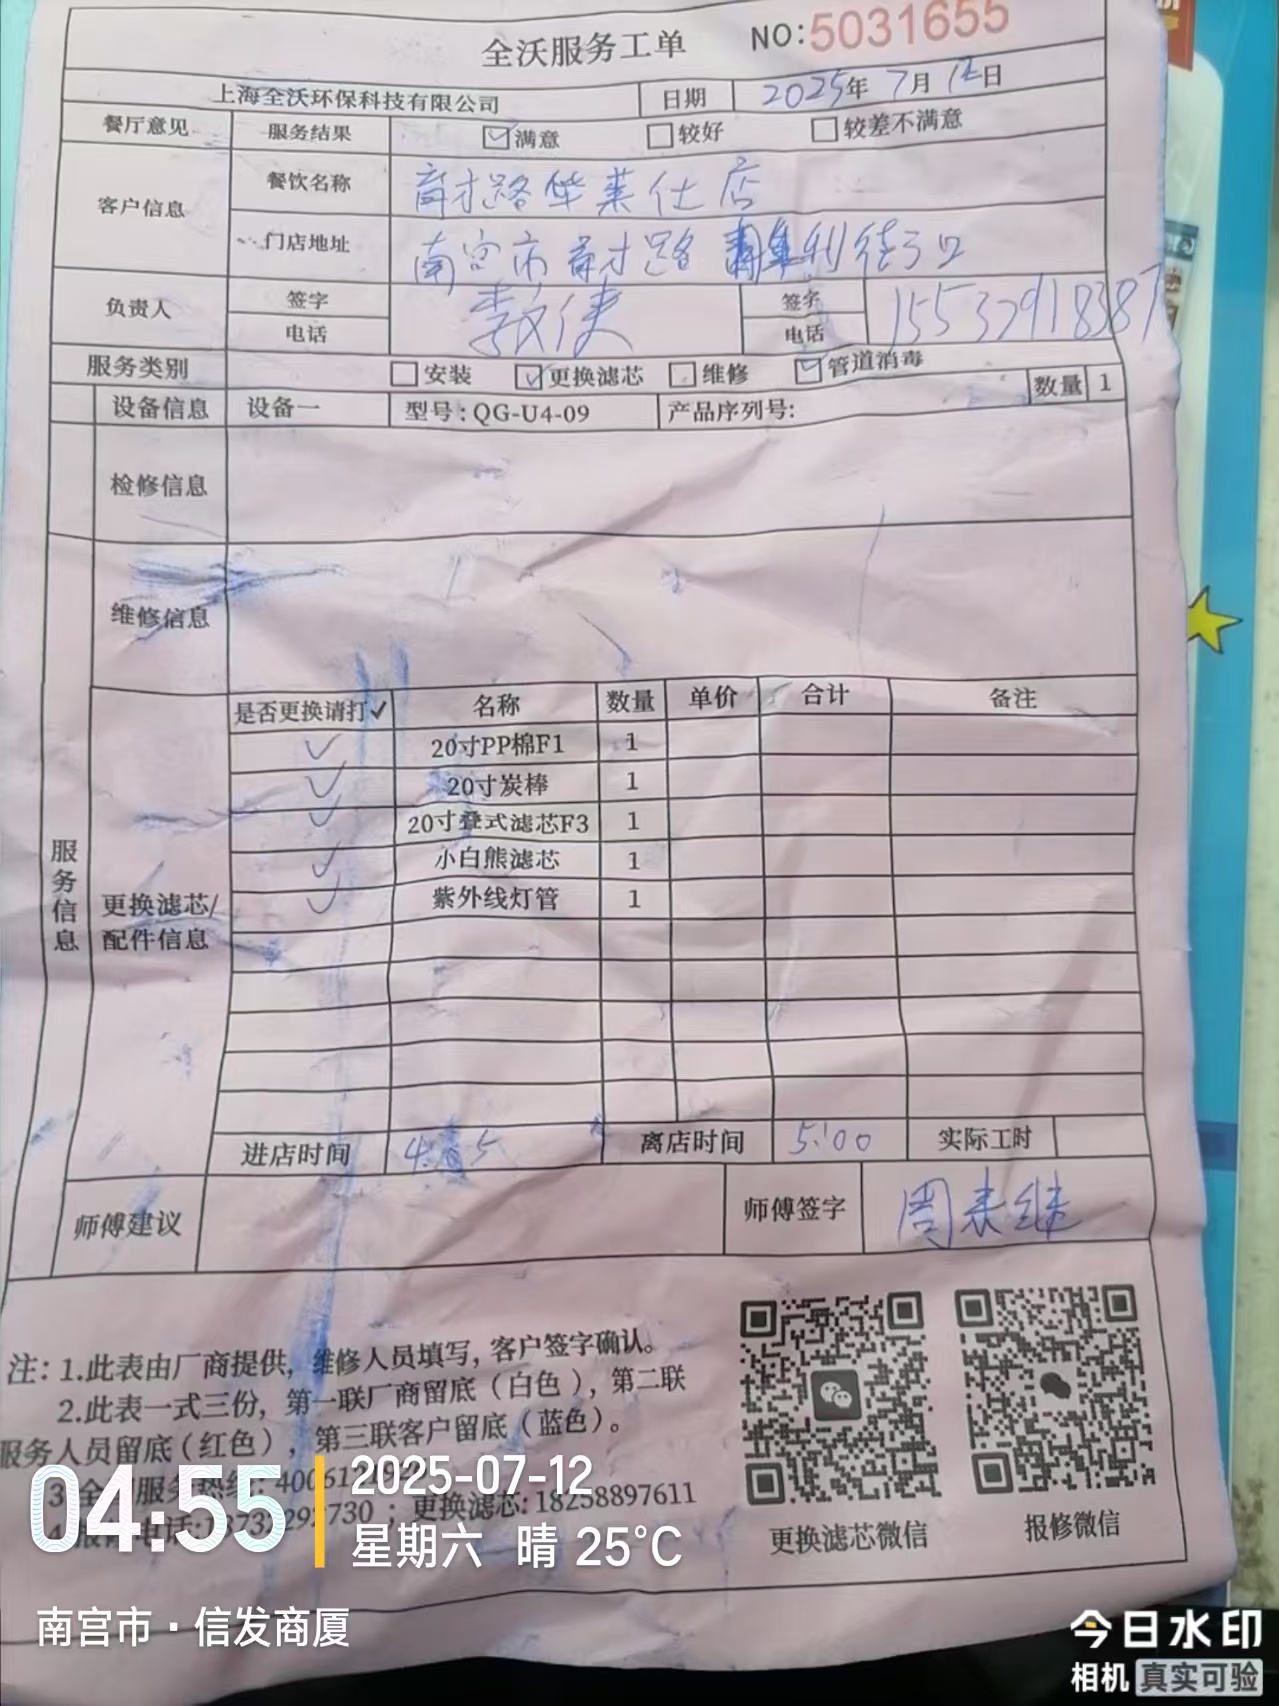 全沃服务工单 NO:5031655
上海全沃环保科技有限公司 日期 2025年7月12日
餐厅意见 服务结果 ☑满意 □较好 □较差不满意
客户信息 餐饮名称 育才路华莱仕店
门店地址 南宫市育才路 利街口
负责人 签字 签字
电话 电话 15537918387
服务类别 □安装 ☑更换滤芯 □维修 ☑管道消毒
设备信息 设备一 型号:QG-U4-09 产品序列号: 数量 1
检修信息
维修信息
服务信息
更换滤芯/
配件信息
是否更换请打✓ 名称 数量 单价 合计 备注
✓ 20寸PP棉F1 1
✓ 20寸炭棒 1
✓ 20寸叠式滤芯F3 1
✓ 小白熊滤芯 1
✓ 紫外线灯管 1
进店时间 离店时间 5:00 实际工时
师傅建议 师傅签字 周来继
注:1.此表由厂商提供,维修人员填写,客户签字确认。
2.此表一式三份,第一联厂商留底(白色),第二联
服务人员留底(红色),第三联客户留底(蓝色)。
更换滤芯:18258897611
更换滤芯微信 报修微信
04:55
2025-07-12
星期六 晴 25°C
南宫市·信发商厦
今日水印
相机 真实可验